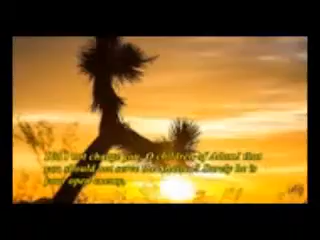 Did I not charge you, O children of Adam! that
you should not serve the Shaitan? Surely he is
your open enemy,